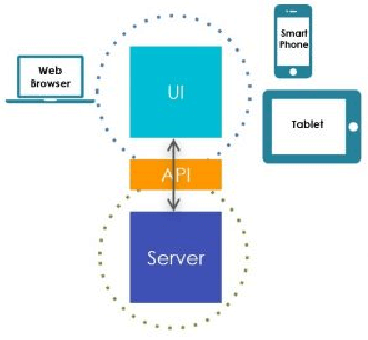 Web
Browser
UI
Smart
Phone
Tablet
API
Server